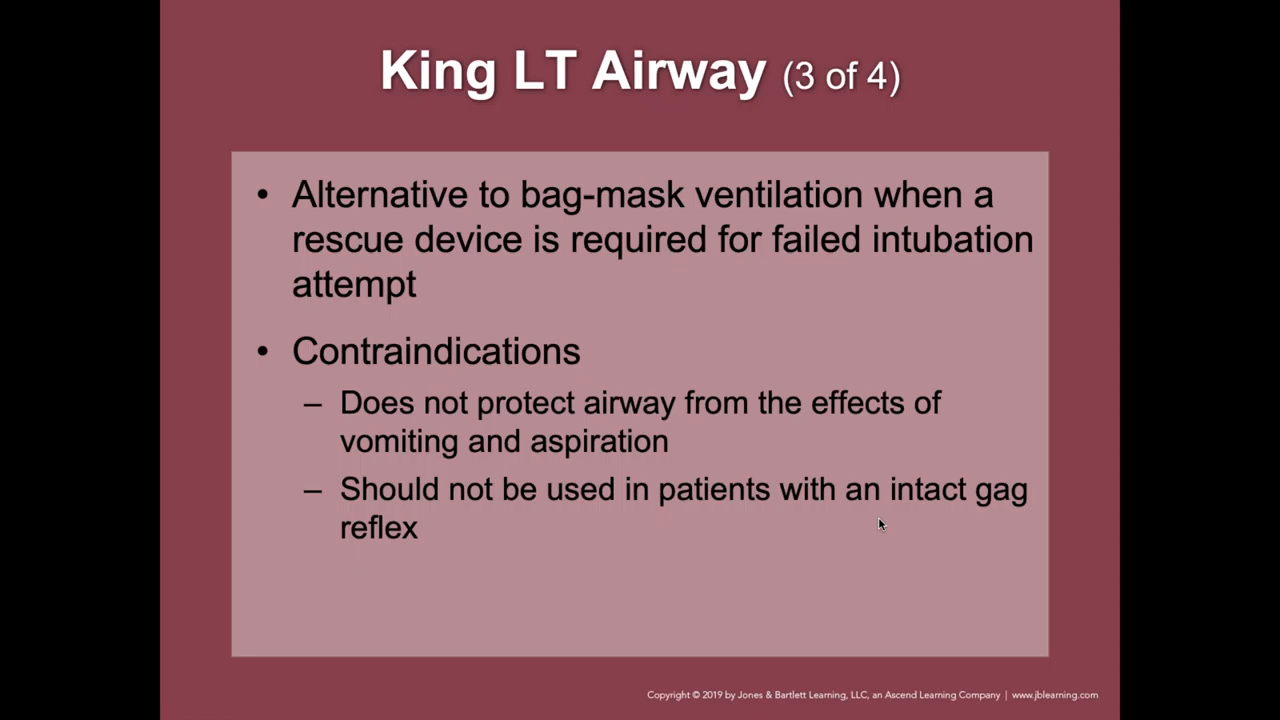 King LT Airway (3 of 4)
• Alternative to bag-mask ventilation when a
rescue device is required for failed intubation
attempt
• Contraindications
– Does not protect airway from the effects of
vomiting and aspiration
– Should not be used in patients with an intact gag
reflex
Copyright © 2019 by Jones & Bartlett Learning, LLC, an Ascend Learning Company | www.jblearning.com